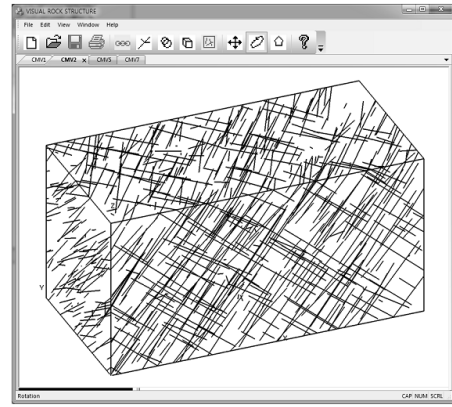 VISUAL ROCK STRUCTURE
File Edit View Window Help
CMV1 CMV2 x CMV5 CMV7
Y
Rotation CAP NUM SCRL